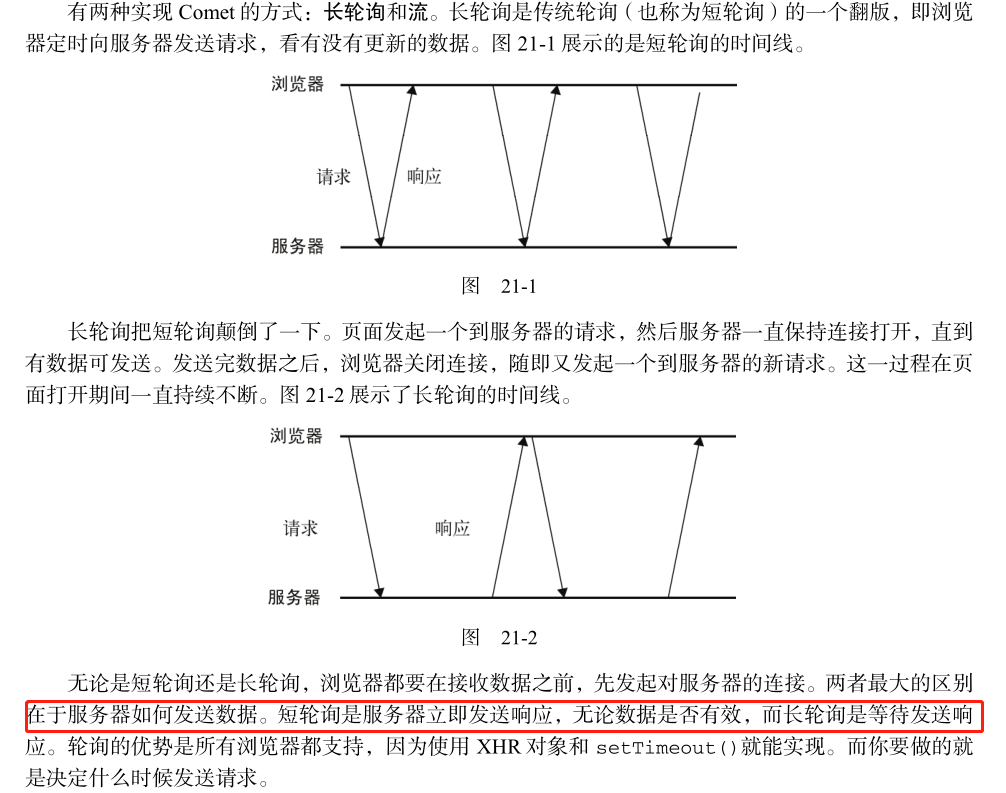 有两种实现 Comet 的方式：长轮询和流。长轮询是传统轮询（也称为短轮询）的一个翻版，即浏览
器定时向服务器发送请求，看有没有更新的数据。图 21-1 展示的是短轮询的时间线。
浏览器
请求 响应
服务器
图 21-1
长轮询把短轮询颠倒了一下。页面发起一个到服务器的请求，然后服务器一直保持连接打开，直到
有数据可发送。发送完数据之后，浏览器关闭连接，随即又发起一个到服务器的新请求。这一过程在页
面打开期间一直持续不断。图 21-2 展示了长轮询的时间线。
浏览器
请求 响应
服务器
图 21-2
无论是短轮询还是长轮询，浏览器都要在接收数据之前，先发起对服务器的连接。两者最大的区别
在于服务器如何发送数据。短轮询是服务器立即发送响应，无论数据是否有效，而长轮询是等待发送响
应。轮询的优势是所有浏览器都支持，因为使用 XHR 对象和 setTimeout()就能实现。而你要做的就
是决定什么时候发送请求。